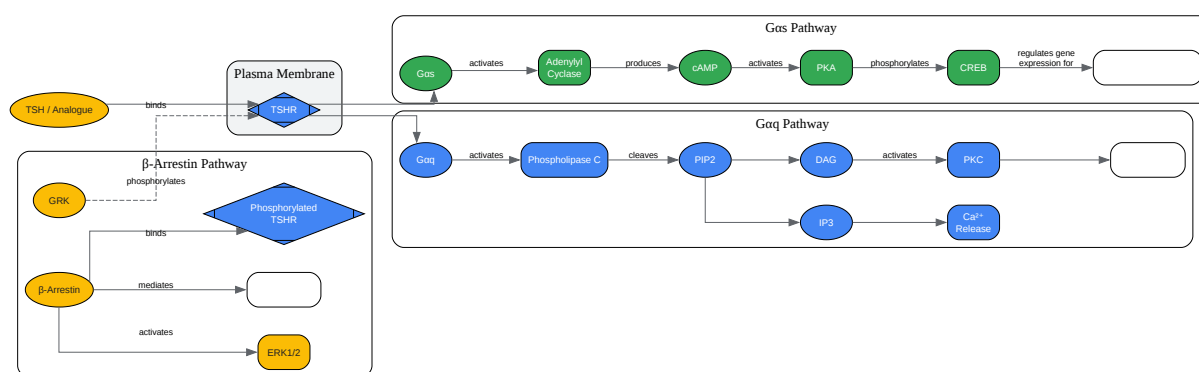 Gαs Pathway
Gαs
activates
Adenylyl
Cyclase
produces
cAMP
activates
PKA
phosphorylates
CREB
regulates gene
expression for
Plasma Membrane
TSH / Analogue
binds
TSHR
Gαq Pathway
Gαq
activates
Phospholipase C
cleaves
PIP2
DAG
activates
PKC
IP3
Ca²⁺
Release
β-Arrestin Pathway
phosphorylates
GRK
Phosphorylated
TSHR
binds
β-Arrestin
mediates
activates
ERK1/2